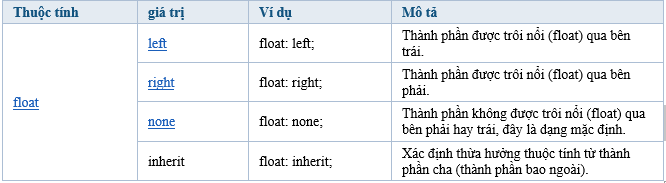 Thuộc tính giá trị Ví dụ Mô tả
float
left float: left; Thành phần được trôi nổi (float) qua bên
trái.
right float: right; Thành phần được trôi nổi (float) qua bên
phải.
none float: none; Thành phần không được trôi nổi (float) qua
bên phải hay trái, đây là dạng mặc định.
inherit float: inherit; Xác định thừa hưởng thuộc tính từ thành
phần cha (thành phần bao ngoài).